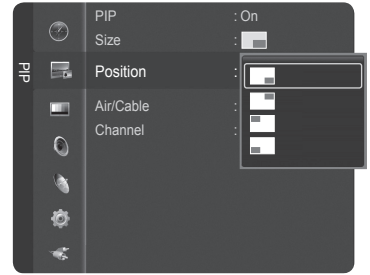 PIP
PIP : On
Size :
Position :
Air/Cable :
Channel :